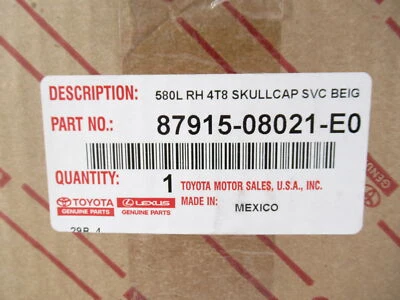 DESCRIPTION: 580L RH 4T8 SKULLCAP SVC BEIG
PART NO.: 87915-08021-E0
QUANTITY: 1 TOYOTA MOTOR SALES, U.S.A., INC.
TOYOTA LEXUS MADE IN: MEXICO
GENUINE PARTS GENUINE PARTS